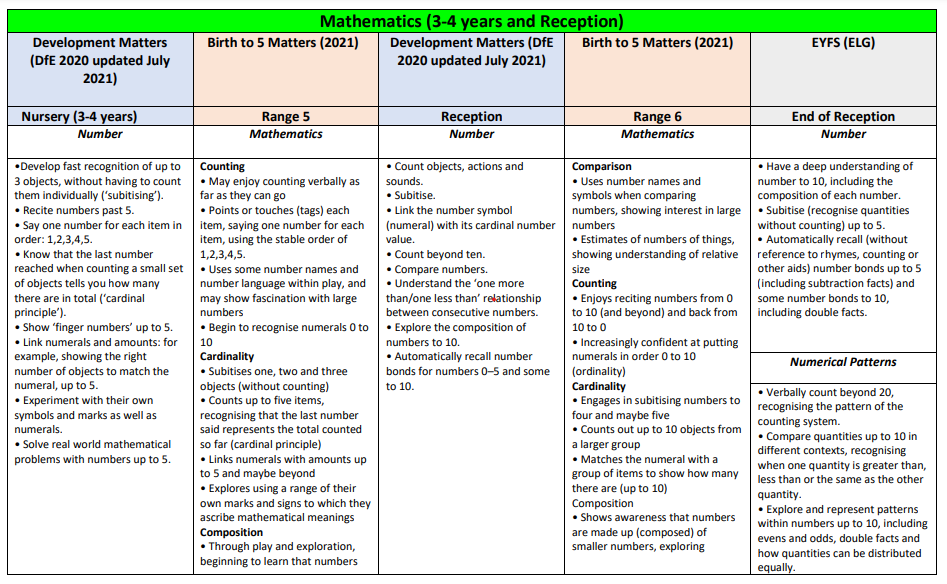 Mathematics (3-4 years and Reception)
Development Matters
(DfE 2020 updated July
2021)
Birth to 5 Matters (2021)
Development Matters (DfE
2020 updated July 2021)
Birth to 5 Matters (2021)
EYFS (ELG)
Nursery (3-4 years)
Range 5
Reception
Range 6
End of Reception
Number
Mathematics
Number
Mathematics
Number
•Develop fast recognition of up to
3 objects, without having to count
them individually (‘subitising’).
• Recite numbers past 5.
• Say one number for each item in
order: 1,2,3,4,5.
• Know that the last number
reached when counting a small set
of objects tells you how many
there are in total (‘cardinal
principle’).
• Show ‘finger numbers’ up to 5.
• Link numerals and amounts: for
example, showing the right
number of objects to match the
numeral, up to 5.
• Experiment with their own
symbols and marks as well as
numerals.
• Solve real world mathematical
problems with numbers up to 5.
Counting
• May enjoy counting verbally as
far as they can go
• Points or touches (tags) each
item, saying one number for each
item, using the stable order of
1,2,3,4,5.
• Uses some number names and
number language within play, and
may show fascination with large
numbers
• Begin to recognise numerals 0 to
10
Cardinality
• Subitises one, two and three
objects (without counting)
• Counts up to five items,
recognising that the last number
said represents the total counted
so far (cardinal principle)
• Links numerals with amounts up
to 5 and maybe beyond
• Explores using a range of their
own marks and signs to which they
ascribe mathematical meanings
Composition
• Through play and exploration,
beginning to learn that numbers
• Count objects, actions and
sounds.
• Subitise.
• Link the number symbol
(numeral) with its cardinal number
value.
• Count beyond ten.
• Compare numbers.
• Understand the ‘one more
than/one less than’ relationship
between consecutive numbers.
• Explore the composition of
numbers to 10.
• Automatically recall number
bonds for numbers 0–5 and some
to 10.
Comparison
• Uses number names and
symbols when comparing
numbers, showing interest in large
numbers
• Estimates of numbers of things,
showing understanding of relative
size
Counting
• Enjoys reciting numbers from 0
to 10 (and beyond) and back from
10 to 0
• Increasingly confident at putting
numerals in order 0 to 10
(ordinality)
Cardinality
• Engages in subitising numbers to
four and maybe five
• Counts out up to 10 objects from
a larger group
• Matches the numeral with a
group of items to show how many
there are (up to 10)
Composition
• Shows awareness that numbers
are made up (composed) of
smaller numbers, exploring
• Have a deep understanding of
number to 10, including the
composition of each number.
• Subitise (recognise quantities
without counting) up to 5.
• Automatically recall (without
reference to rhymes, counting or
other aids) number bonds up to 5
(including subtraction facts) and
some number bonds to 10,
including double facts.
Numerical Patterns
• Verbally count beyond 20,
recognising the pattern of the
counting system.
• Compare quantities up to 10 in
different contexts, recognising
when one quantity is greater than,
less than or the same as the other
quantity.
• Explore and represent patterns
within numbers up to 10, including
evens and odds, double facts and
how quantities can be distributed
equally.